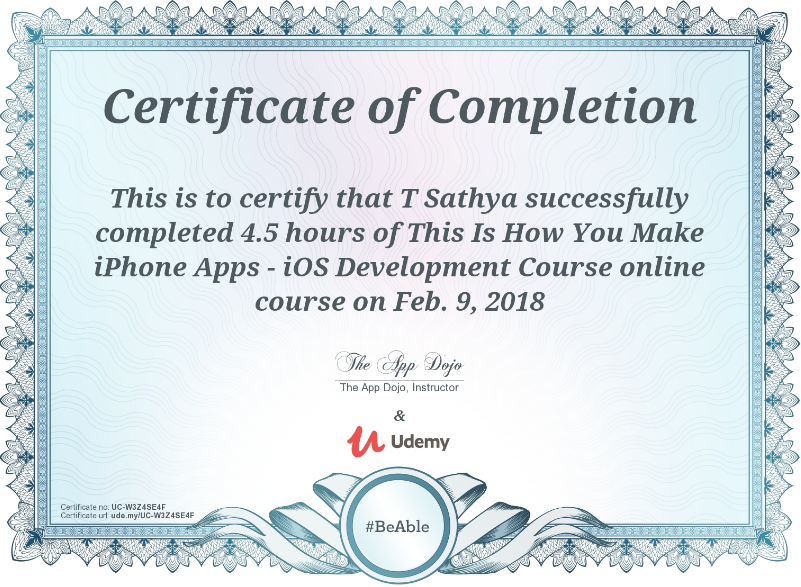 Certificate of Completion
This is to certify that T Sathya successfully
completed 4.5 hours of This Is How You Make
iPhone Apps - iOS Development Course online
course on Feb. 9, 2018
The App Dojo
The App Dojo, Instructor
&
Udemy
Certificate no: UC-W3Z4SE4F
Certificate url: ude.my/UC-W3Z4SE4F
#BeAble